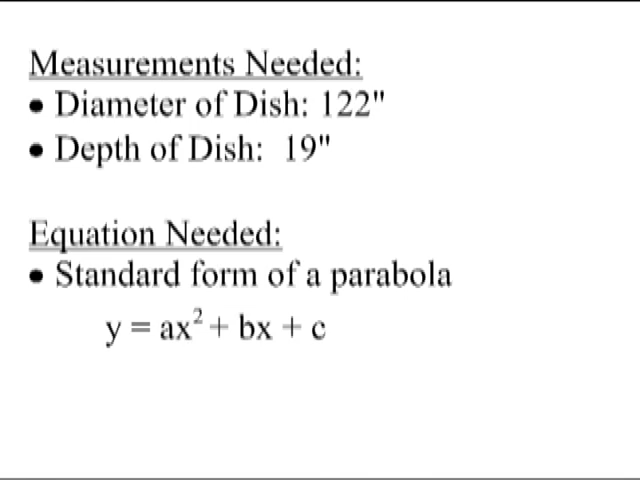 Measurements Needed:
• Diameter of Dish: 122"
• Depth of Dish: 19"
Equation Needed:
• Standard form of a parabola
y = ax² + bx + c